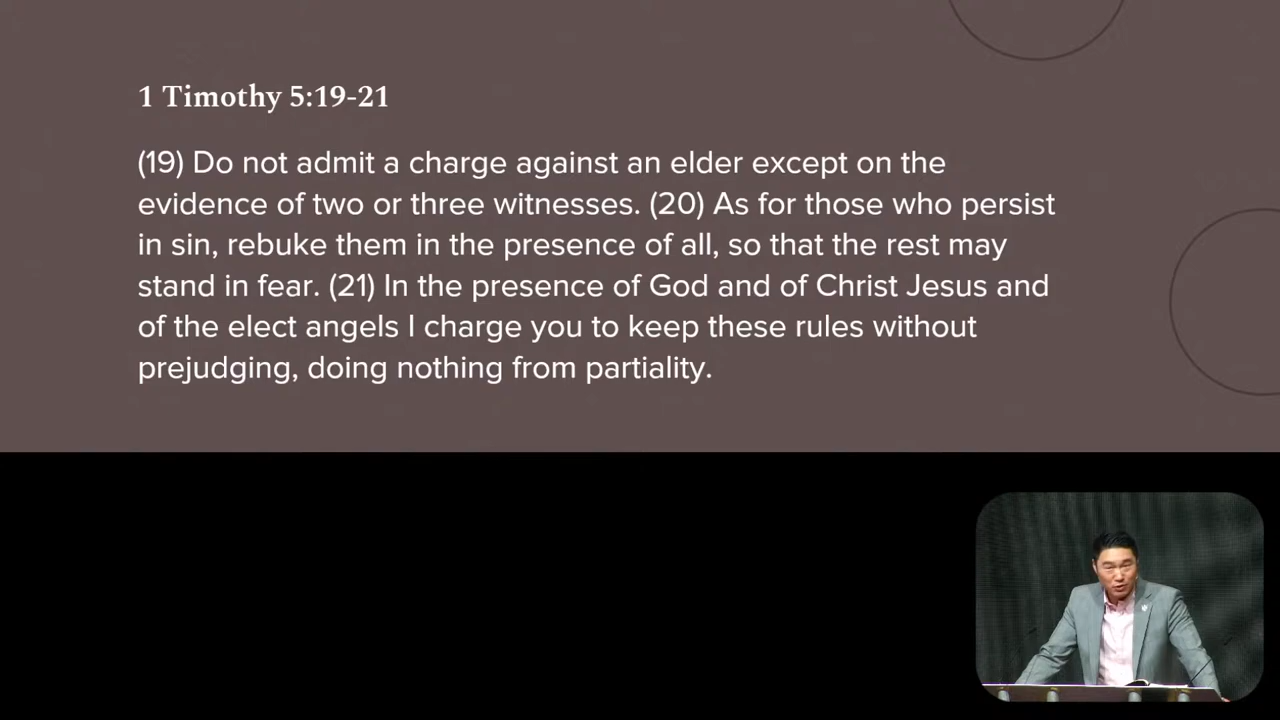 1 Timothy 5:19-21
(19) Do not admit a charge against an elder except on the
evidence of two or three witnesses. (20) As for those who persist
in sin, rebuke them in the presence of all, so that the rest may
stand in fear. (21) In the presence of God and of Christ Jesus and
of the elect angels I charge you to keep these rules without
prejudging, doing nothing from partiality.